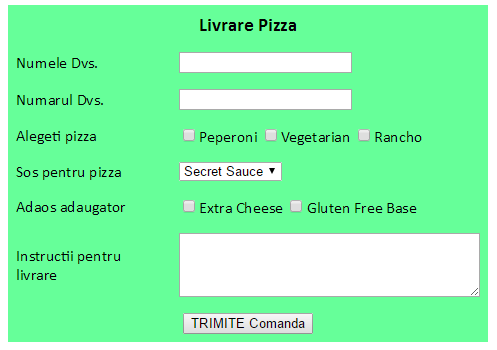 Livrare Pizza
Numele Dvs.
Numarul Dvs.
Alegeti pizza Peperoni Vegetarian Rancho
Sos pentru pizza Secret Sauce
Adaos adaugator Extra Cheese Gluten Free Base
Instructii pentru
livrare
TRIMITE Comanda